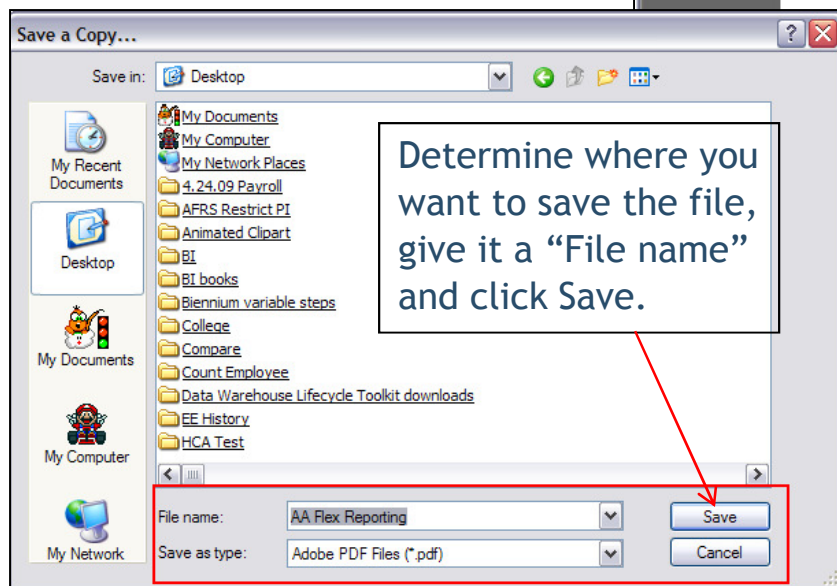 Save a Copy...
Save in: Desktop
My Recent
Documents
Desktop
My Documents
My Computer
My Network
My Documents
My Computer
My Network Places
4.24.09 Payroll
AFRS Restrict PI
Animated Clipart
BI
BI books
Biennium variable steps
College
Compare
Count Employee
Data Warehouse Lifecycle Toolkit downloads
EE History
HCA Test
Determine where you
want to save the file,
give it a “File name”
and click Save.
File name: AA Flex Reporting Save
Save as type: Adobe PDF Files (*.pdf) Cancel